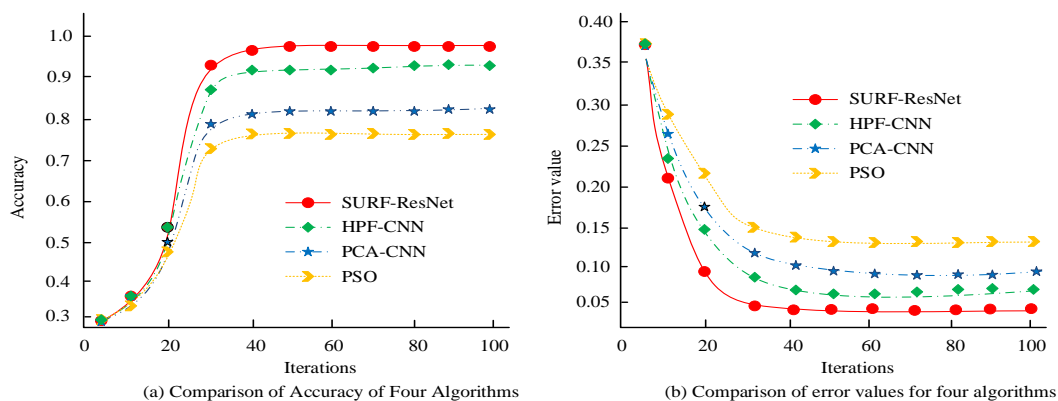 1.0
0.9
0.8
0.7
0.6
0.5
0.4
0.3
Accuracy
SURF-ResNet
HPF-CNN
PCA-CNN
PSO
0 20 40 60 80 100
Iterations
(a) Comparison of Accuracy of Four Algorithms
0.40
0.35
0.30
0.25
0.20
0.15
0.10
0.05
Error value
SURF-ResNet
HPF-CNN
PCA-CNN
PSO
0 20 40 60 80 100
Iterations
(b) Comparison of error values for four algorithms